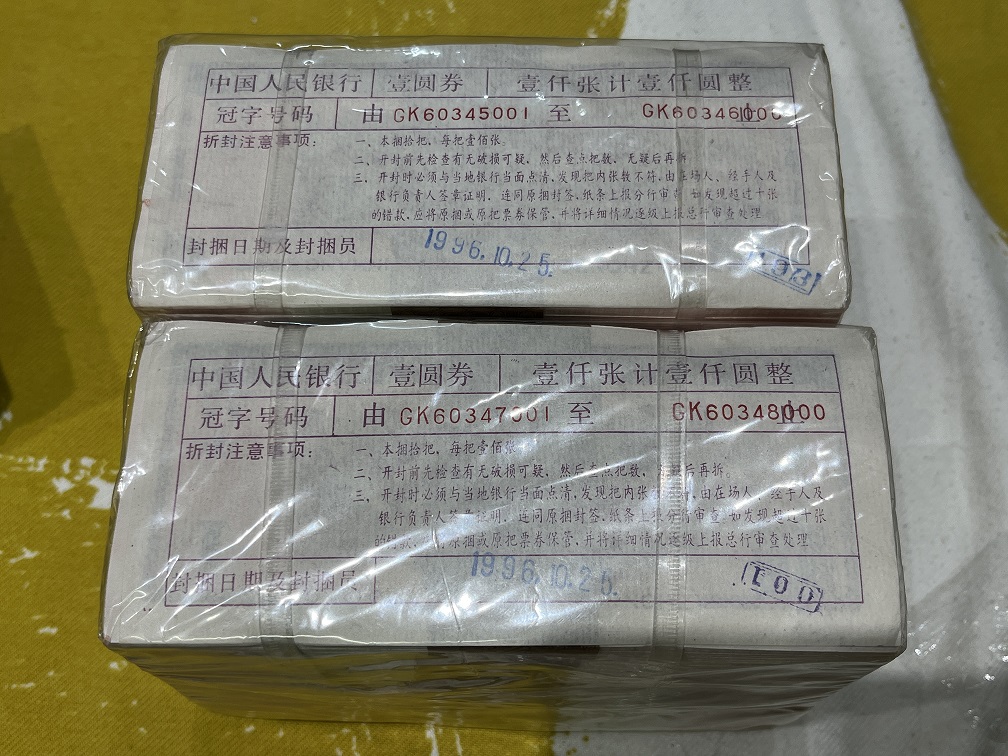 中国人民银行 壹圆券 壹仟张计壹仟圆整
冠字号码 由 GK60345001 至 GK60346000 止
折封注意事项： 一、本捆拾把，每把壹佰张。
二、开封前先检查有无破损可疑，然后查点把数，无疑后再拆
三、开封时必须与当地银行当面点清，发现把内张数不符，由在场人、经手人及
银行负责人签章证明，连同原捆封签，纸条上报分行审查 如发现超过十张
的错款，应将原捆或原把票券保管，并将详细情况逐级上报总行审查处理
封捆日期及封捆员 1996.10.25.
中国人民银行 壹圆券 壹仟张计壹仟圆整
冠字号码 由 GK60347001 至 GK60348000 止
折封注意事项： 一、本捆拾把，每把壹佰张
二、开封前先检查有无破损可疑，然后查点把数， 后再拆。
三、开封时必须与当地银行当面点清，发现把内张 ，由在场人、经手人及
银行负责人签章证明，连同原捆封签，纸条上报分行审查 如发现超过十张
的错款， 原捆或原把票券保管，并将详细情况逐级上报总行审查处理
封捆日期及封捆员 1996.10.25. 100